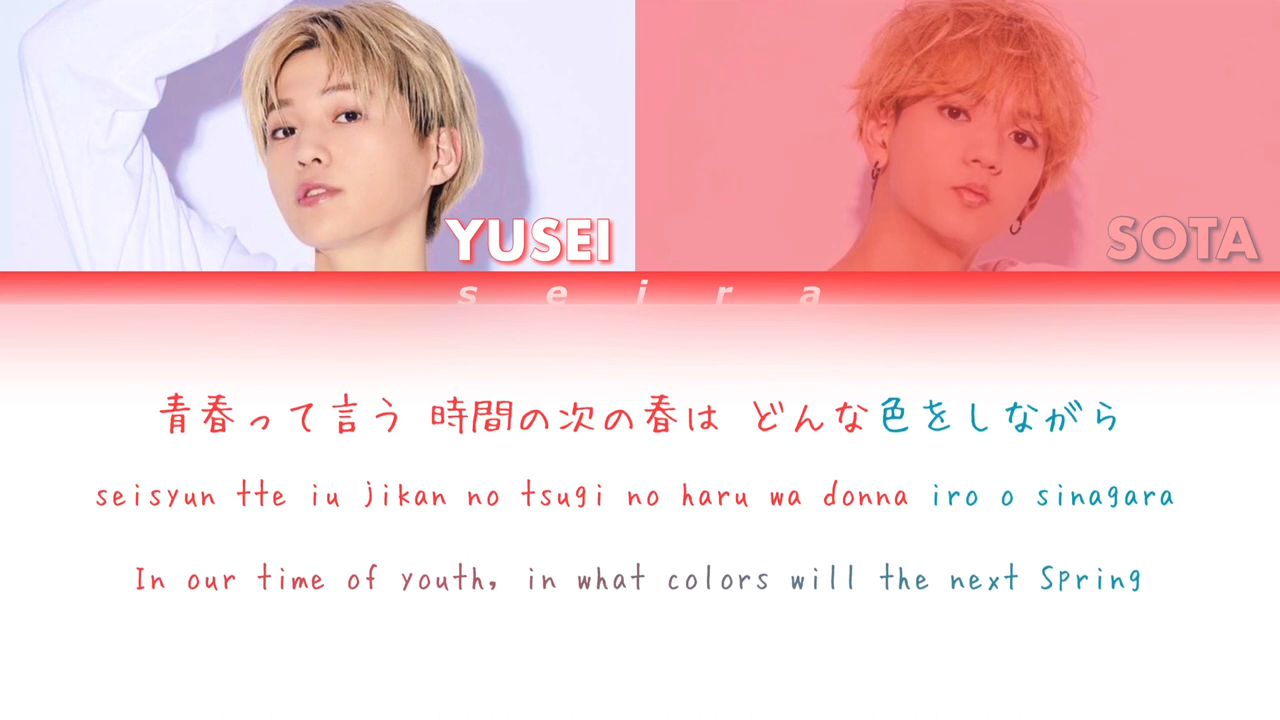 YUSEI
SOTA
seira
青春って言う 時間の次の春は どんな色をしながら
seisyun tte iu jikan no tsugi no haru wa donna iro o sinagara
In our time of youth, in what colors will the next Spring